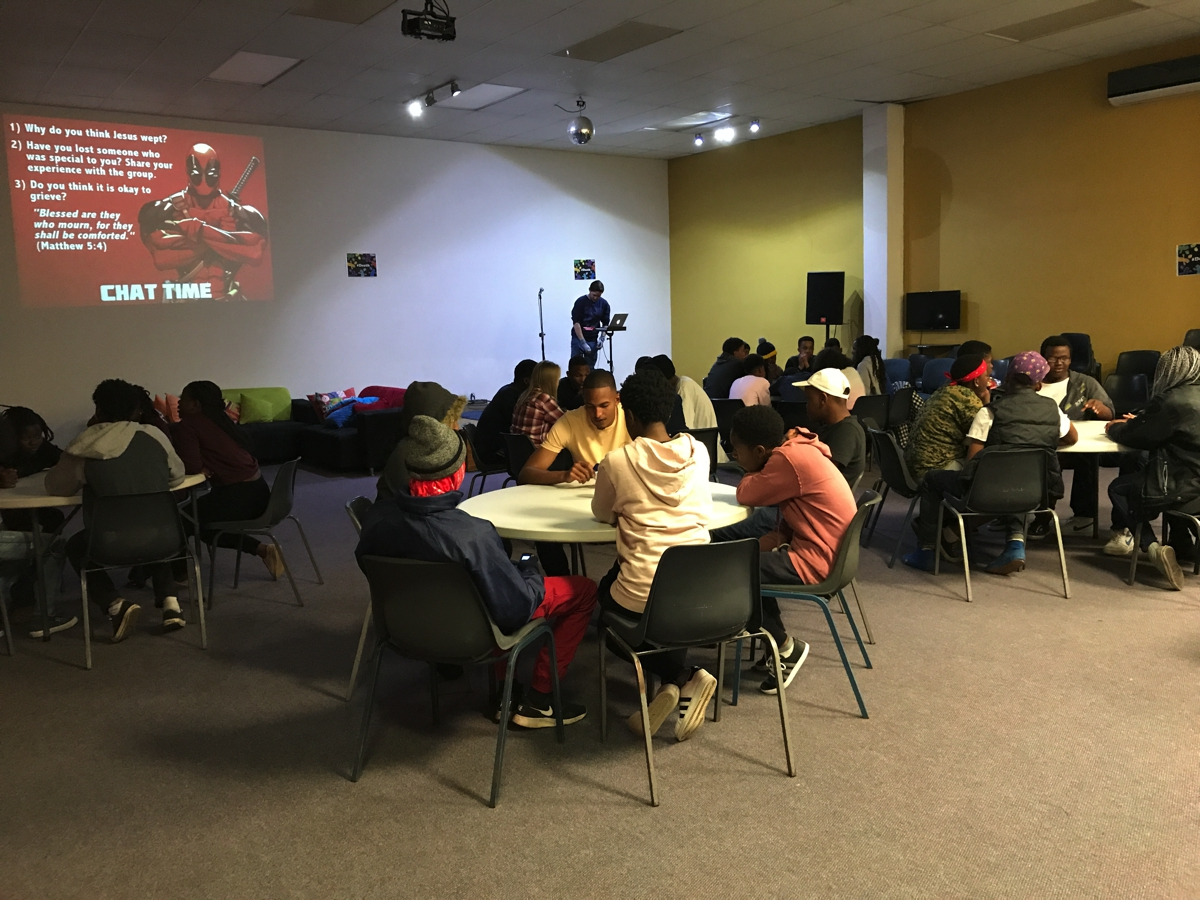 1) Why do you think Jesus wept?
2) Have you lost someone who
was special to you? Share your
experience with the group.
3) Do you think it is okay to
grieve?
"Blessed are they
who mourn, for they
shall be comforted."
(Matthew 5:4)
CHAT TIME